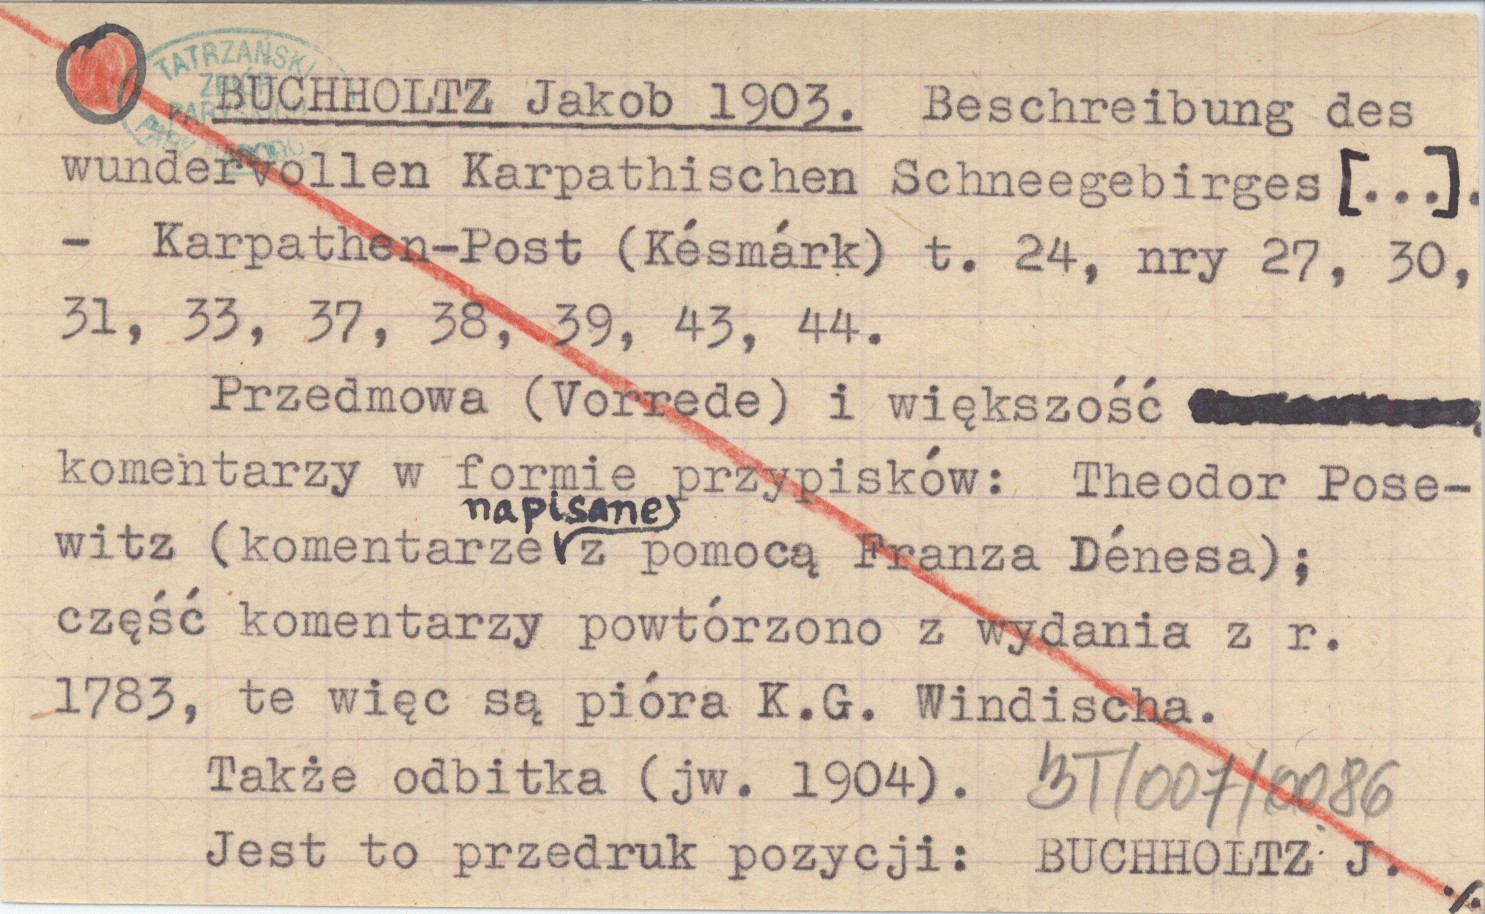 TATRZAŃSKI
BUCHHOLTZ Jakob 1903. Beschreibung des
wundervollen Karpathischen Schneegebirges [...].
- Karpathen-Post (Késmárk) t. 24, nry 27, 30,
31, 33, 37, 38, 39, 43, 44.
Przedmowa (Vorrede) i większość
komentarzy w formie przypisków: Theodor Pose-
napisane
witz (komentarze z pomocą Franza Dénesa);
część komentarzy powtórzono z wydania z r.
1783, te więc są pióra K.G. Windischa.
Także odbitka (jw. 1904). BT/007/0086
Jest to przedruk pozycji: BUCHHOLTZ J.
./.